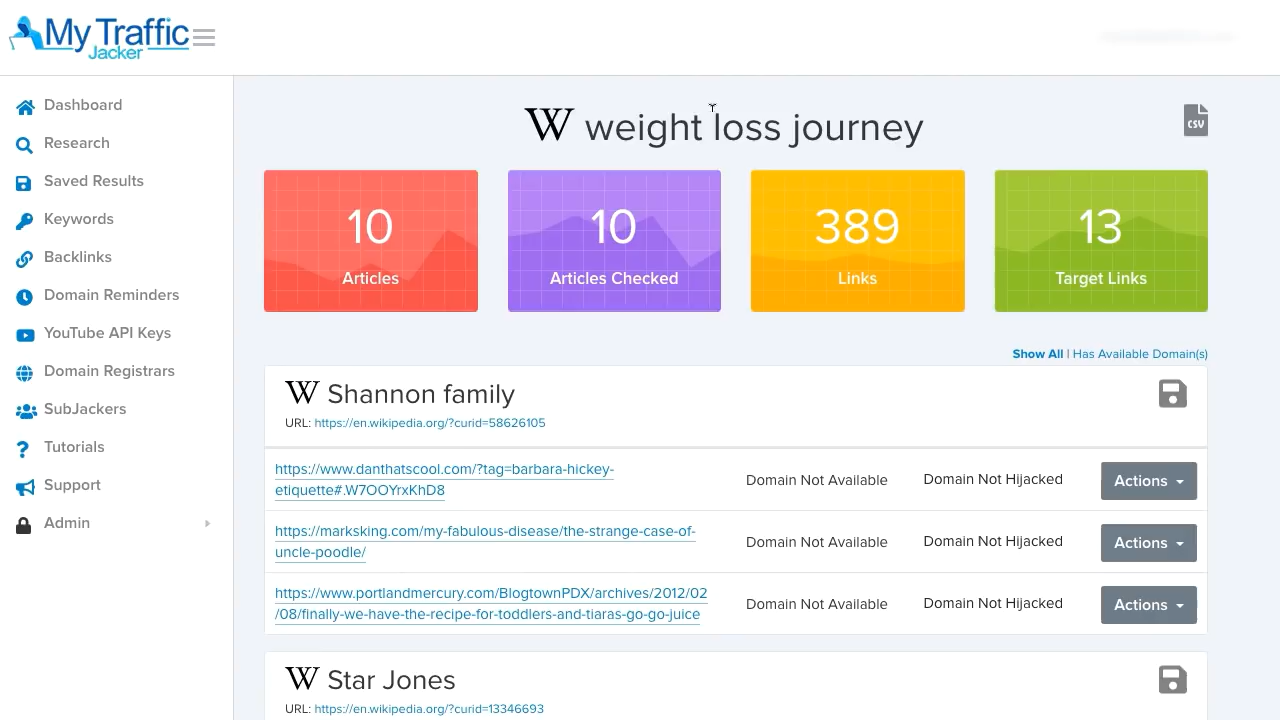 My Traffic
Jacker
Dashboard
Research
Saved Results
Keywords
Backlinks
Domain Reminders
YouTube API Keys
Domain Registrars
SubJackers
Tutorials
Support
Admin
W weight loss journey
CSV
10
Articles
10
Articles Checked
389
Links
13
Target Links
Show All | Has Available Domain(s)
W Shannon family
URL: https://en.wikipedia.org/?curid=58626105
https://www.danthatscool.com/?tag=barbara-hickey-
etiquette#.W7OOYrxKhD8
Domain Not Available
Domain Not Hijacked
Actions
https://marksking.com/my-fabulous-disease/the-strange-case-of-
uncle-poodle/
Domain Not Available
Domain Not Hijacked
Actions
https://www.portlandmercury.com/BlogtownPDX/archives/2012/02
/08/finally-we-have-the-recipe-for-toddlers-and-tiaras-go-go-juice
Domain Not Available
Domain Not Hijacked
Actions
W Star Jones
URL: https://en.wikipedia.org/?curid=13346693